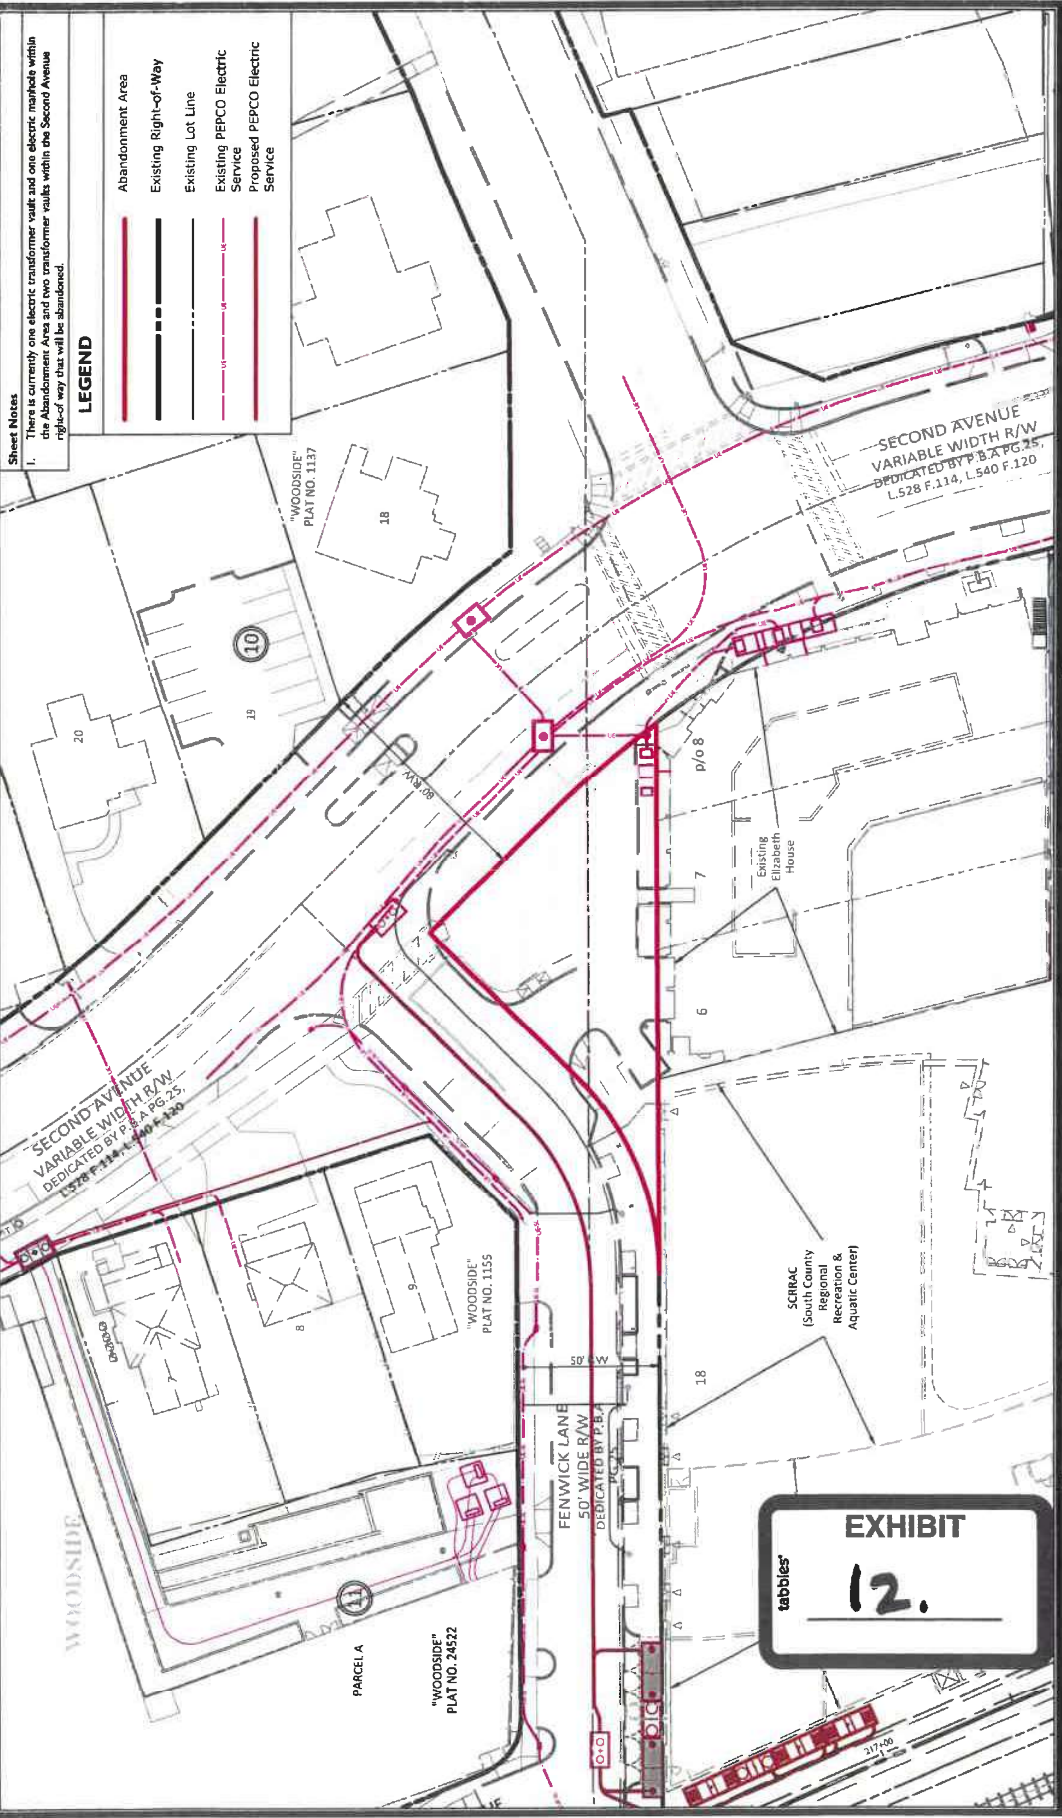 Sheet Notes
1. There is currently one electric transformer vault and one electric manhole within
the Abandonment Area and two transformer vaults within the Second Avenue
right-of way that will be abandoned.
LEGEND
Abandonment Area
Existing Right-of-Way
Existing Lot Line
Existing PEPCO Electric
Service
Proposed PEPCO Electric
Service
"WOODSIDE"
PLAT NO. 1137
18
10
19
20
80' R/W
SECOND AVENUE
VARIABLE WIDTH R/W
DEDICATED BY P.B.A PG.25,
L.528 F.114, L.540 F.120
SECOND AVENUE
VARIABLE WIDTH R/W
DEDICATED BY P.B.A PG.25,
L.528 F.114, L.540 F.120
p/o 8
7
6
Existing
Elizabeth
House
7
8
9
"WOODSIDE"
PLAT NO. 1155
WOODSIDE
11
PARCEL A
"WOODSIDE"
PLAT NO. 24522
50' R/W
FENWICK LANE
50' WIDE R/W
DEDICATED BY P.B.A
PG.25
SCRRAC
(South County
Regional
Recreation &
Aquatic Center)
18
217+00
tabbies'
EXHIBIT
12.